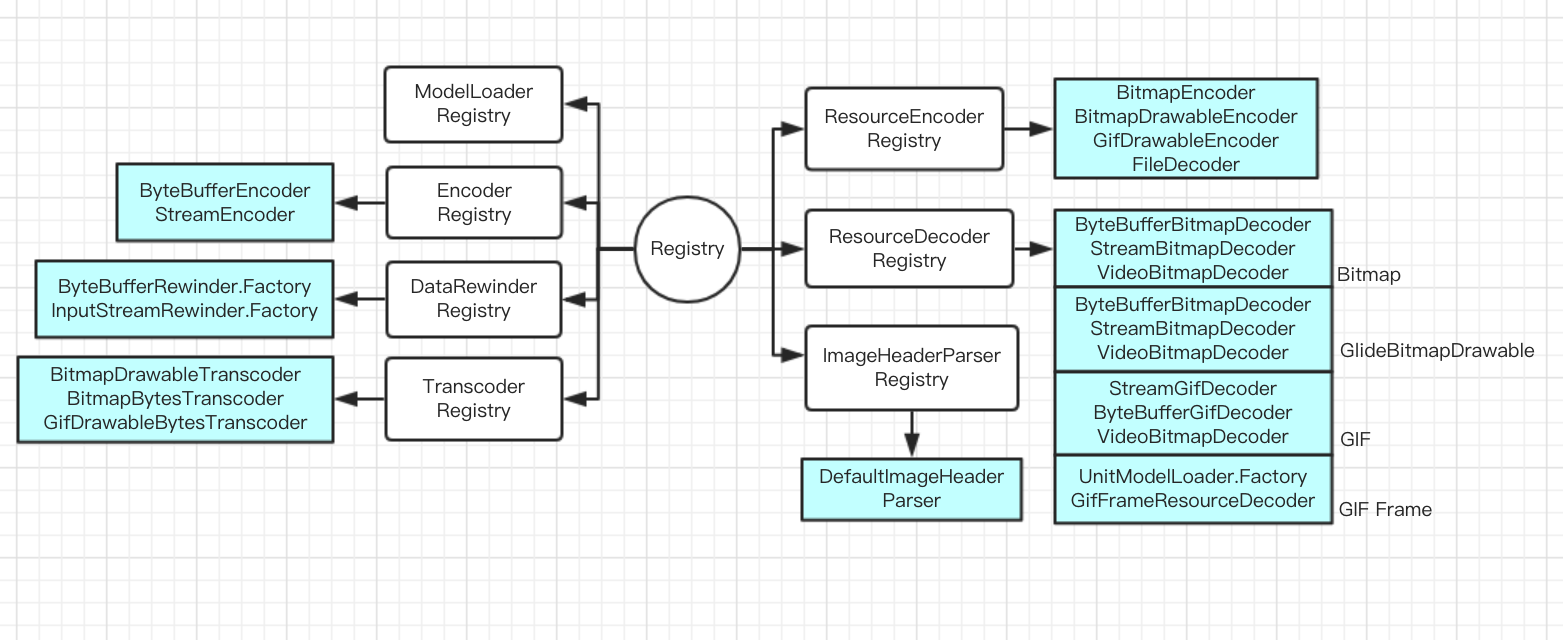 ModelLoader
Registry
ByteBufferEncoder
StreamEncoder
Encoder
Registry
ByteBufferRewinder.Factory
InputStreamRewinder.Factory
DataRewinder
Registry
BitmapDrawableTranscoder
BitmapBytesTranscoder
GifDrawableBytesTranscoder
Transcoder
Registry
Registry
ResourceEncoder
Registry
BitmapEncoder
BitmapDrawableEncoder
GifDrawableEncoder
FileDecoder
ResourceDecoder
Registry
ByteBufferBitmapDecoder
StreamBitmapDecoder
VideoBitmapDecoder
Bitmap
ByteBufferBitmapDecoder
StreamBitmapDecoder
VideoBitmapDecoder
GlideBitmapDrawable
StreamGifDecoder
ByteBufferGifDecoder
VideoBitmapDecoder
GIF
UnitModelLoader.Factory
GifFrameResourceDecoder
GIF Frame
ImageHeaderParser
Registry
DefaultImageHeader
Parser